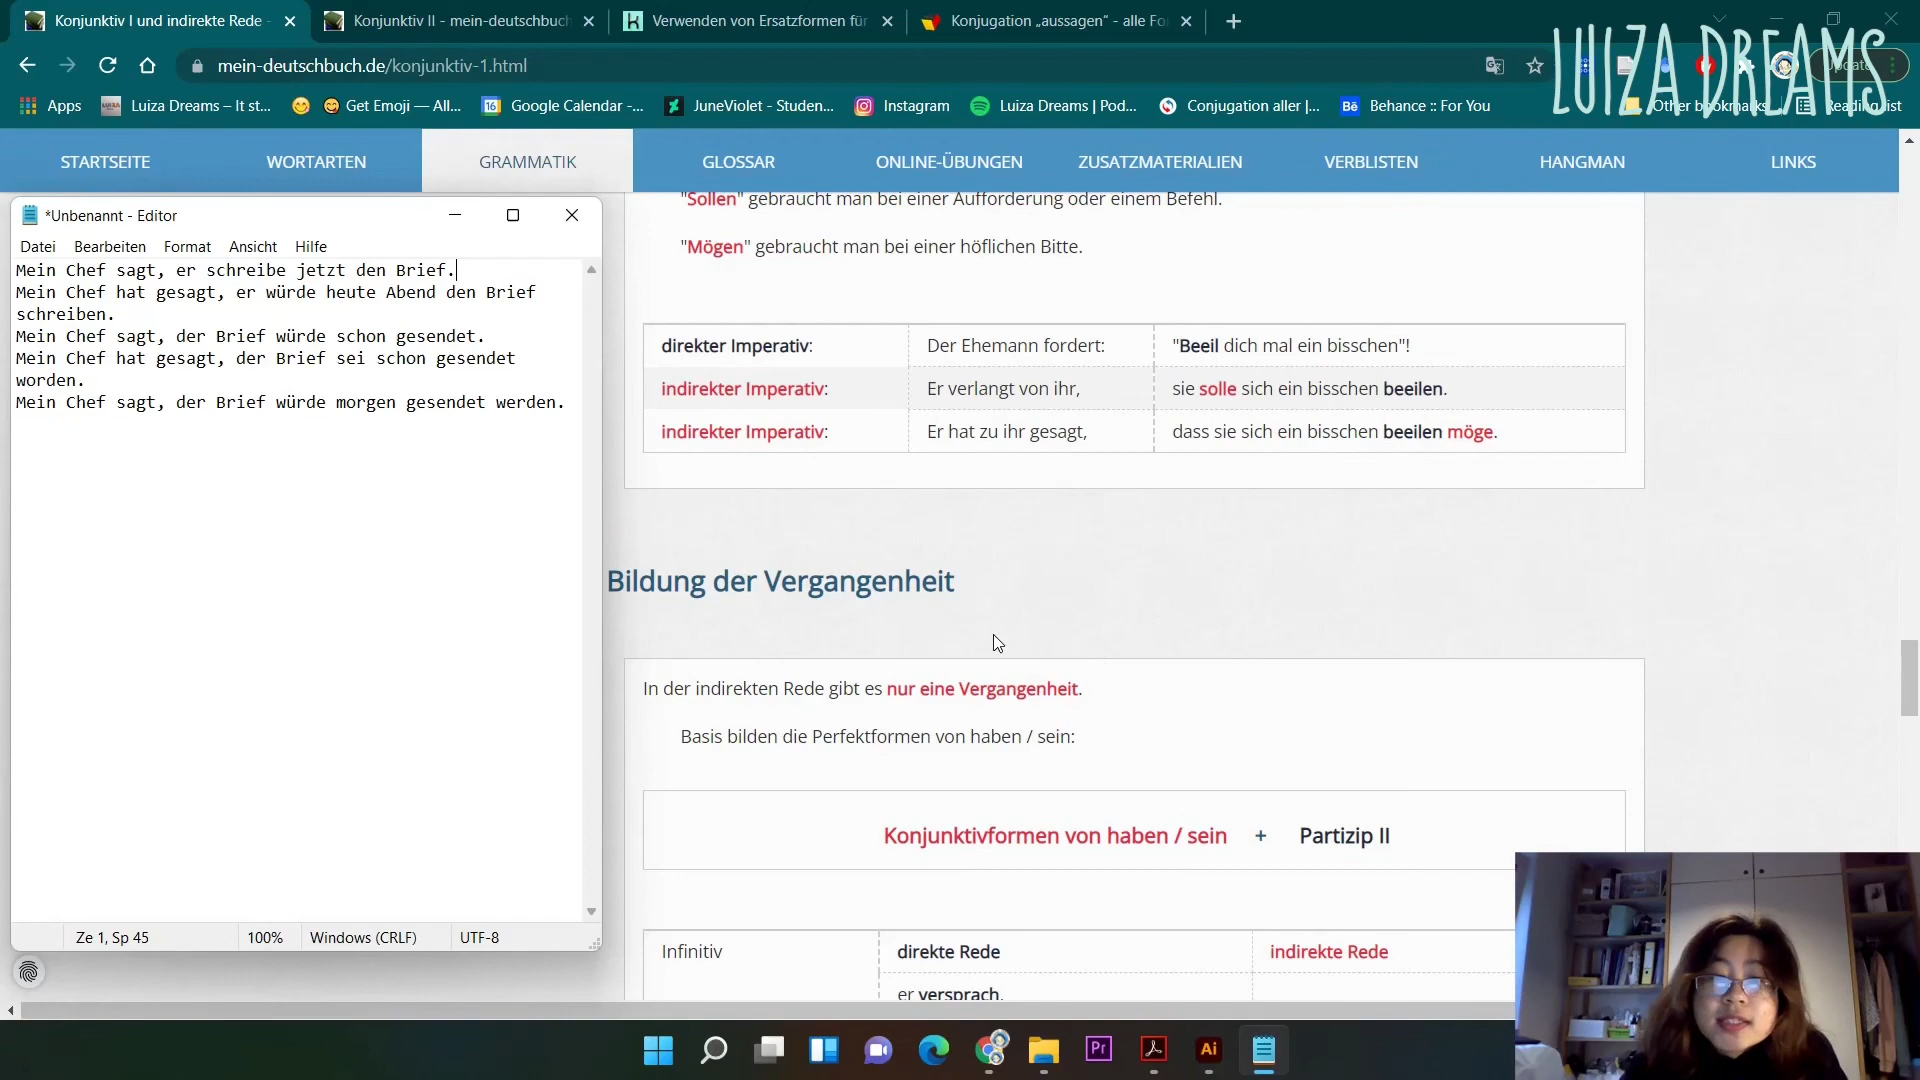 Konjunktiv I und indirekte Rede -
Konjunktiv II - mein-deutschbuch
Verwenden von Ersatzformen für
Konjugation „aussagen“ - alle Fo
LUIZA DREAMS
mein-deutschbuch.de/konjunktiv-1.html
Apps
Luiza Dreams – It st...
Get Emoji — All...
16
Google Calendar -...
JuneViolet - Studen...
Instagram
Luiza Dreams | Pod...
Conjugation aller |...
Bē
Behance :: For You
Other bookmarks
Reading list
STARTSEITE WORTARTEN GRAMMATIK GLOSSAR ONLINE-ÜBUNGEN ZUSATZMATERIALIEN VERBLISTEN HANGMAN LINKS
*Unbenannt - Editor
Datei Bearbeiten Format Ansicht Hilfe
Mein Chef sagt, er schreibe jetzt den Brief.
Mein Chef hat gesagt, er würde heute Abend den Brief
schreiben.
Mein Chef sagt, der Brief würde schon gesendet.
Mein Chef hat gesagt, der Brief sei schon gesendet
worden.
Mein Chef sagt, der Brief würde morgen gesendet werden.
Ze 1, Sp 45 100% Windows (CRLF) UTF-8
"Sollen" gebraucht man bei einer Aufforderung oder einem Befehl.
"Mögen" gebraucht man bei einer höflichen Bitte.
direkter Imperativ: Der Ehemann fordert: "Beeil dich mal ein bisschen"!
indirekter Imperativ: Er verlangt von ihr, sie solle sich ein bisschen beeilen.
indirekter Imperativ: Er hat zu ihr gesagt, dass sie sich ein bisschen beeilen möge.
Bildung der Vergangenheit
In der indirekten Rede gibt es nur eine Vergangenheit.
Basis bilden die Perfektformen von haben / sein:
Konjunktivformen von haben / sein + Partizip II
Infinitiv direkte Rede indirekte Rede
er versprach.
Pr
Ai